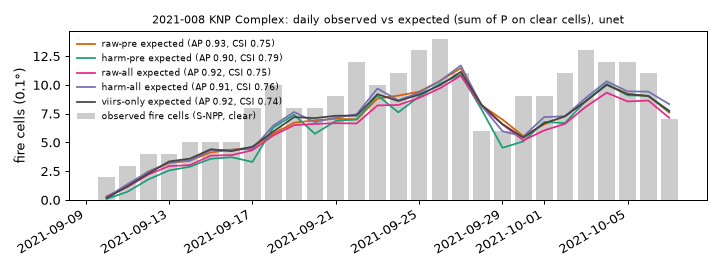 2021-008 KNP Complex: daily observed vs expected (sum of P on clear cells), unet
fire cells (0.1°)
12.5
10.0
7.5
5.0
2.5
0.0
raw-pre expected (AP 0.93, CSI 0.75)
harm-pre expected (AP 0.90, CSI 0.79)
raw-all expected (AP 0.92, CSI 0.75)
harm-all expected (AP 0.91, CSI 0.76)
viirs-only expected (AP 0.92, CSI 0.74)
observed fire cells (S-NPP, clear)
2021-09-09
2021-09-13
2021-09-17
2021-09-21
2021-09-25
2021-09-29
2021-10-01
2021-10-05